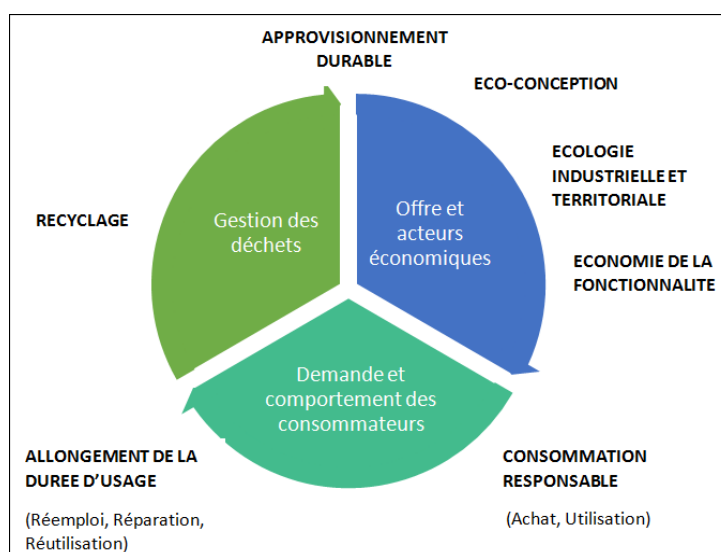 APPROVISIONNEMENT
DURABLE
ECO-CONCEPTION
ECOLOGIE
INDUSTRIELLE ET
TERRITORIALE
ECONOMIE DE LA
FONCTIONNALITE
CONSOMMATION
RESPONSABLE
(Achat, Utilisation)
ALLONGEMENT DE LA
DUREE D’USAGE
(Réemploi, Réparation,
Réutilisation)
RECYCLAGE
Gestion des
déchets
Offre et
acteurs
économiques
Demande et
comportement des
consommateurs